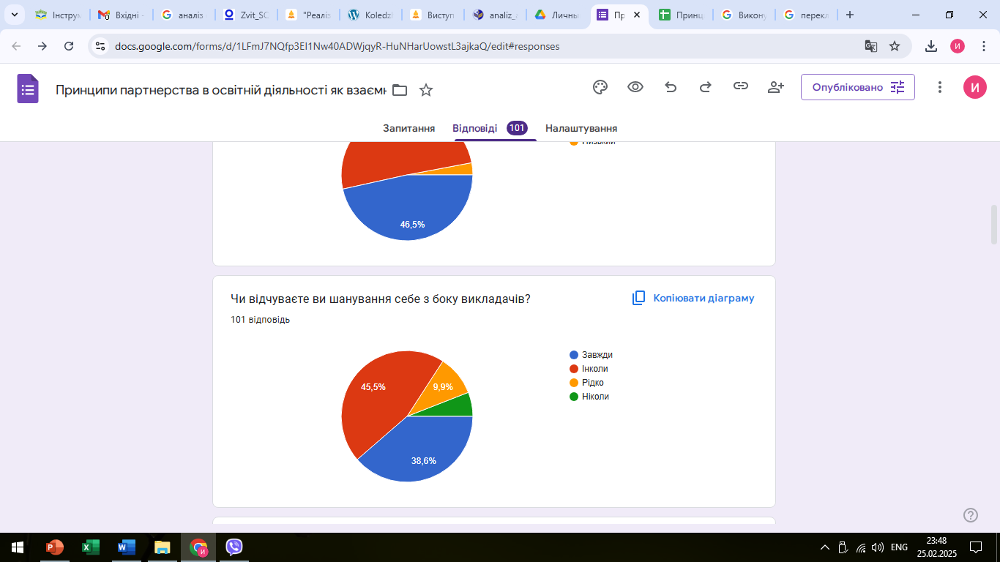 Інструм
Вхідні -
аналіз
Zvit_SC
"Реаліз
Koledzh
Виступ
analiz_
Личны
Пр
Принц
Викону
перекл
docs.google.com/forms/d/1LFmJ7NQfp3EI1Nw40ADWjqyR-HuNHarUowstL3ajkaQ/edit#responses
И
Принципи партнерства в освітній діяльності як взаємн
Опубліковано
И
Запитання
Відповіді 101
Налаштування
Низький
46,5%
Чи відчуваєте ви шанування себе з боку викладачів?
Копіювати діаграму
101 відповідь
Завжди
Інколи
Рідко
Ніколи
45,5%
9,9%
38,6%
ENG
23:48
25.02.2025